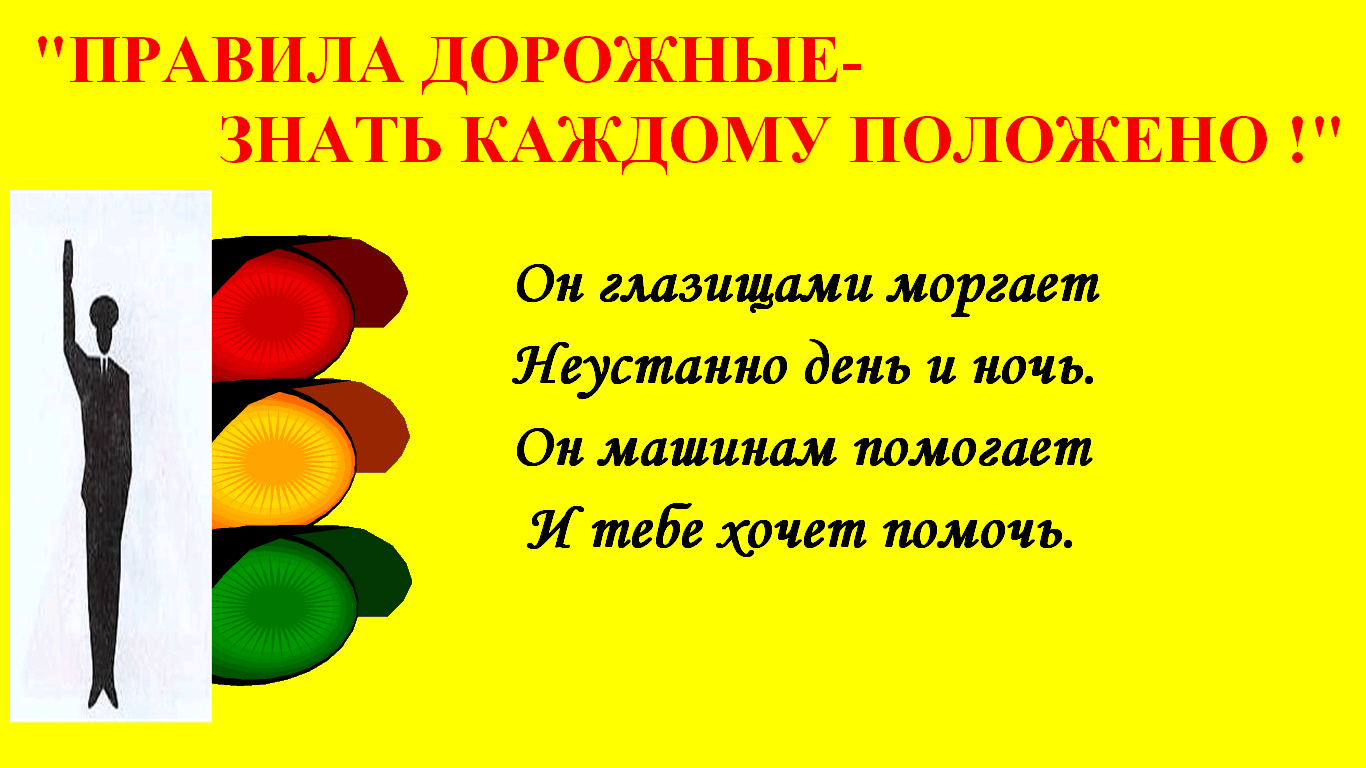 "ПРАВИЛА ДОРОЖНЫЕ-
ЗНАТЬ КАЖДОМУ ПОЛОЖЕНО !"
Он глазищами моргает
Неустанно день и ночь.
Он машинам помогает
И тебе хочет помочь.